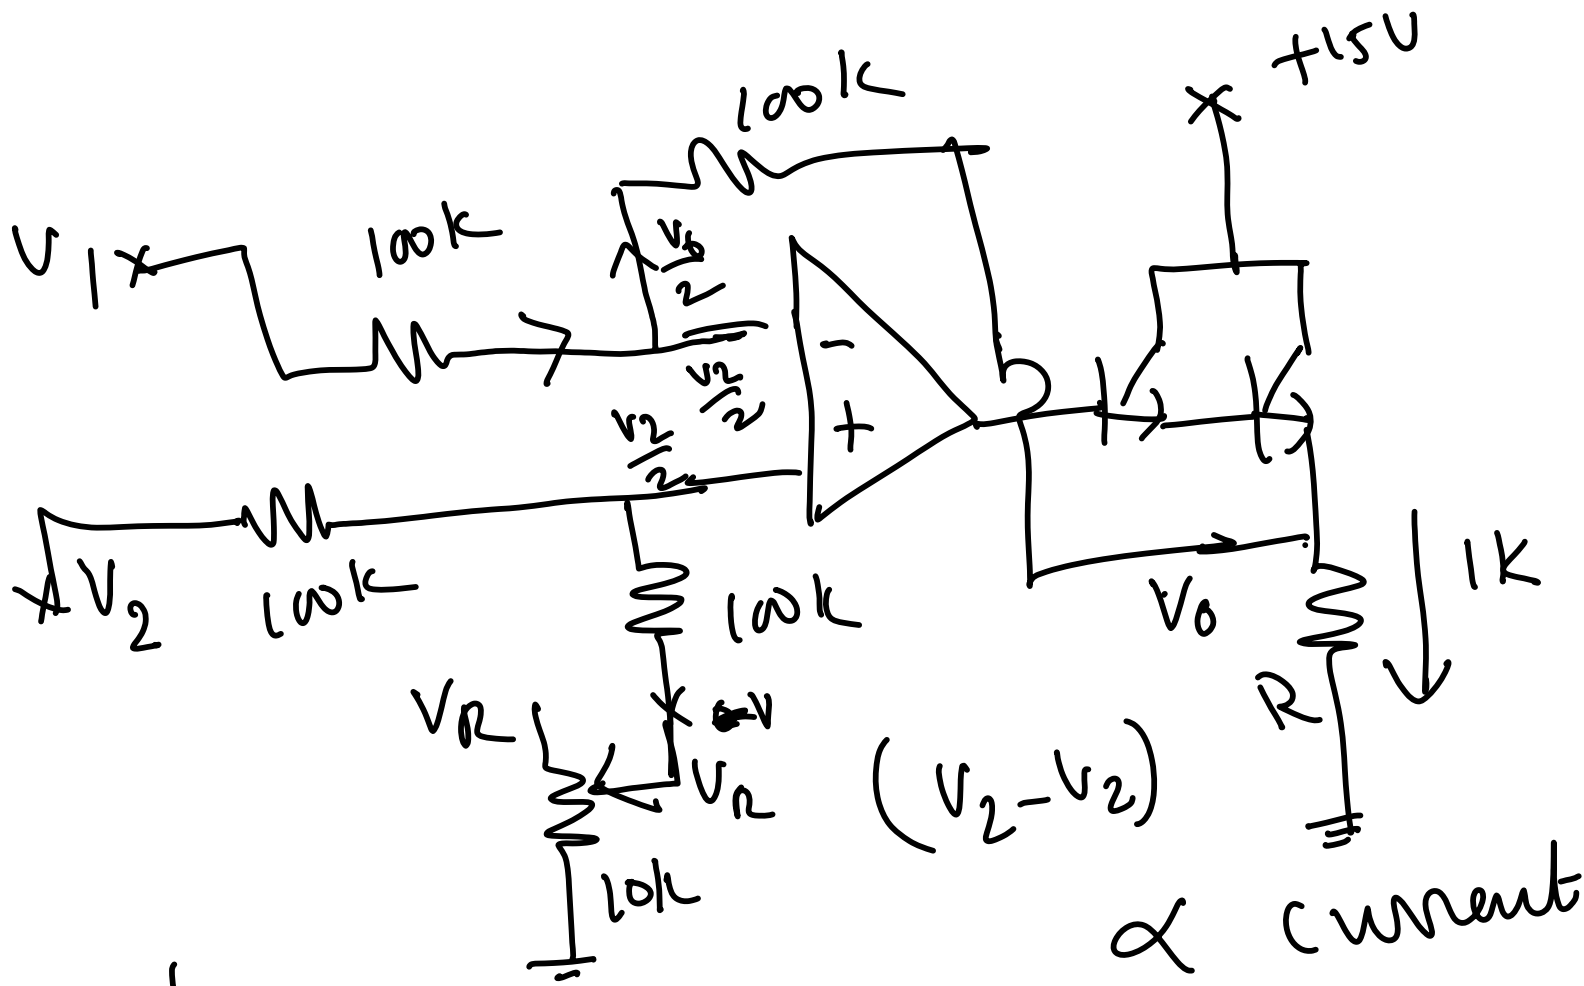 +15V
100k
V1
100k
V0/2
-
V2/2
V2/2
+
V2
100k
100k
V0
1K
R
VR
VR
(V2-V2)
10k
∝ current